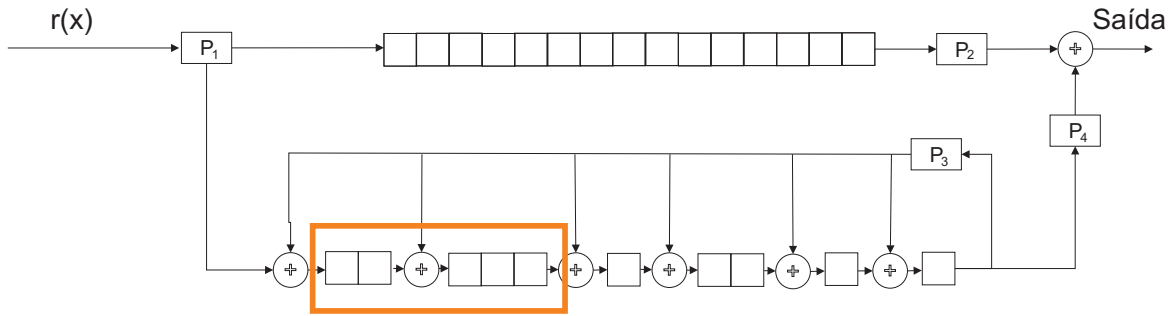 r(x)
Saída
P₁
P₂
P₄
P₃